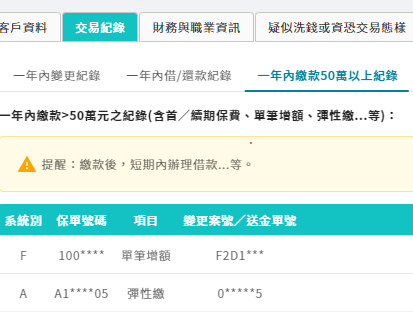 客戶資料 交易紀錄 財務與職業資訊 疑似洗錢或資恐交易態樣
一年內變更紀錄 一年內借/還款紀錄 一年內繳款50萬以上紀錄
一年內繳款>50萬元之紀錄(含首／續期保費、單筆增額、彈性繳...等)：
提醒：繳款後，短期內辦理借款...等。
系統別 保單號碼 項目 變更案號／送金單號
F 100**** 單筆增額 F2D1***
A A1****05 彈性繳 0*****5